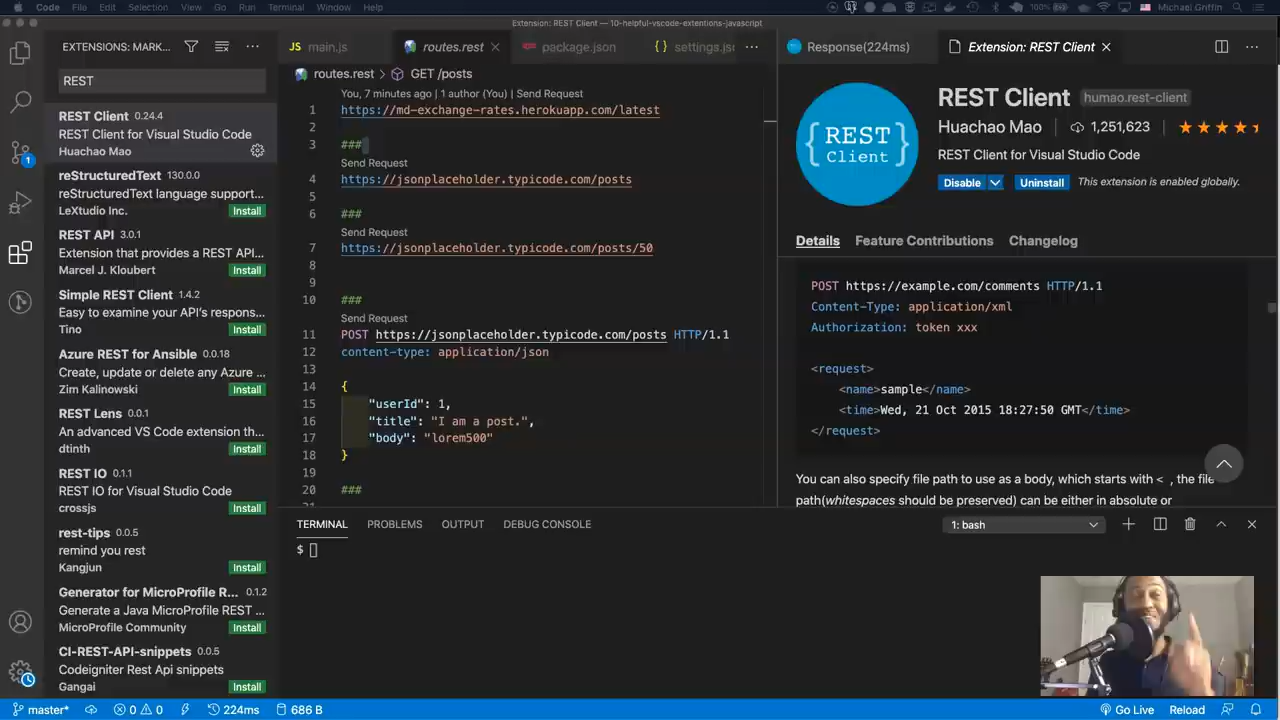 Code File Edit Selection View Go Run Terminal Window Help 100% Michael Griffin
Extension: REST Client — 10-helpful-vscode-extentions-javascript
EXTENSIONS: MARK...
REST
REST Client 0.24.4
REST Client for Visual Studio Code
Huachao Mao
reStructuredText 130.0.0
reStructuredText language support...
LeXtudio Inc. Install
REST API 3.0.1
Extension that provides a REST API...
Marcel J. Kloubert Install
Simple REST Client 1.4.2
Easy to examine your API's respons...
Tino Install
Azure REST for Ansible 0.0.18
Create, update or delete any Azure ...
Zim Kalinowski Install
REST Lens 0.0.1
An advanced VS Code extension th...
dtinth Install
REST IO 0.1.1
REST IO for Visual Studio Code
crossjs Install
rest-tips 0.0.5
remind you rest
Kangjun Install
Generator for MicroProfile R... 0.1.2
Generate a Java MicroProfile REST ...
MicroProfile Community Install
CI-REST-API-snippets 0.0.5
Codeigniter Rest Api snippets
Gangai Install
main.js routes.rest package.json {} settings.jsc ...
routes.rest > GET /posts
You, 7 minutes ago | 1 author (You) | Send Request
1 https://md-exchange-rates.herokuapp.com/latest
2
3 ###
Send Request
4 https://jsonplaceholder.typicode.com/posts
5
6 ###
Send Request
7 https://jsonplaceholder.typicode.com/posts/50
8
9
10 ###
Send Request
11 POST https://jsonplaceholder.typicode.com/posts HTTP/1.1
12 content-type: application/json
13
14 {
15 "userId": 1,
16 "title": "I am a post.",
17 "body": "lorem500"
18 }
19
20 ###
Response(224ms) Extension: REST Client
{ REST }
Client
REST Client humao.rest-client
Huachao Mao | 1,251,623 |
REST Client for Visual Studio Code
Disable Uninstall This extension is enabled globally.
Details Feature Contributions Changelog
POST https://example.com/comments HTTP/1.1
Content-Type: application/xml
Authorization: token xxx
<request>
<name>sample</name>
<time>Wed, 21 Oct 2015 18:27:50 GMT</time>
</request>
You can also specify file path to use as a body, which starts with < , the file
path(whitespaces should be preserved) can be either in absolute or
TERMINAL PROBLEMS OUTPUT DEBUG CONSOLE 1: bash
$
1
master* 0 0 224ms 686 B Go Live Reload